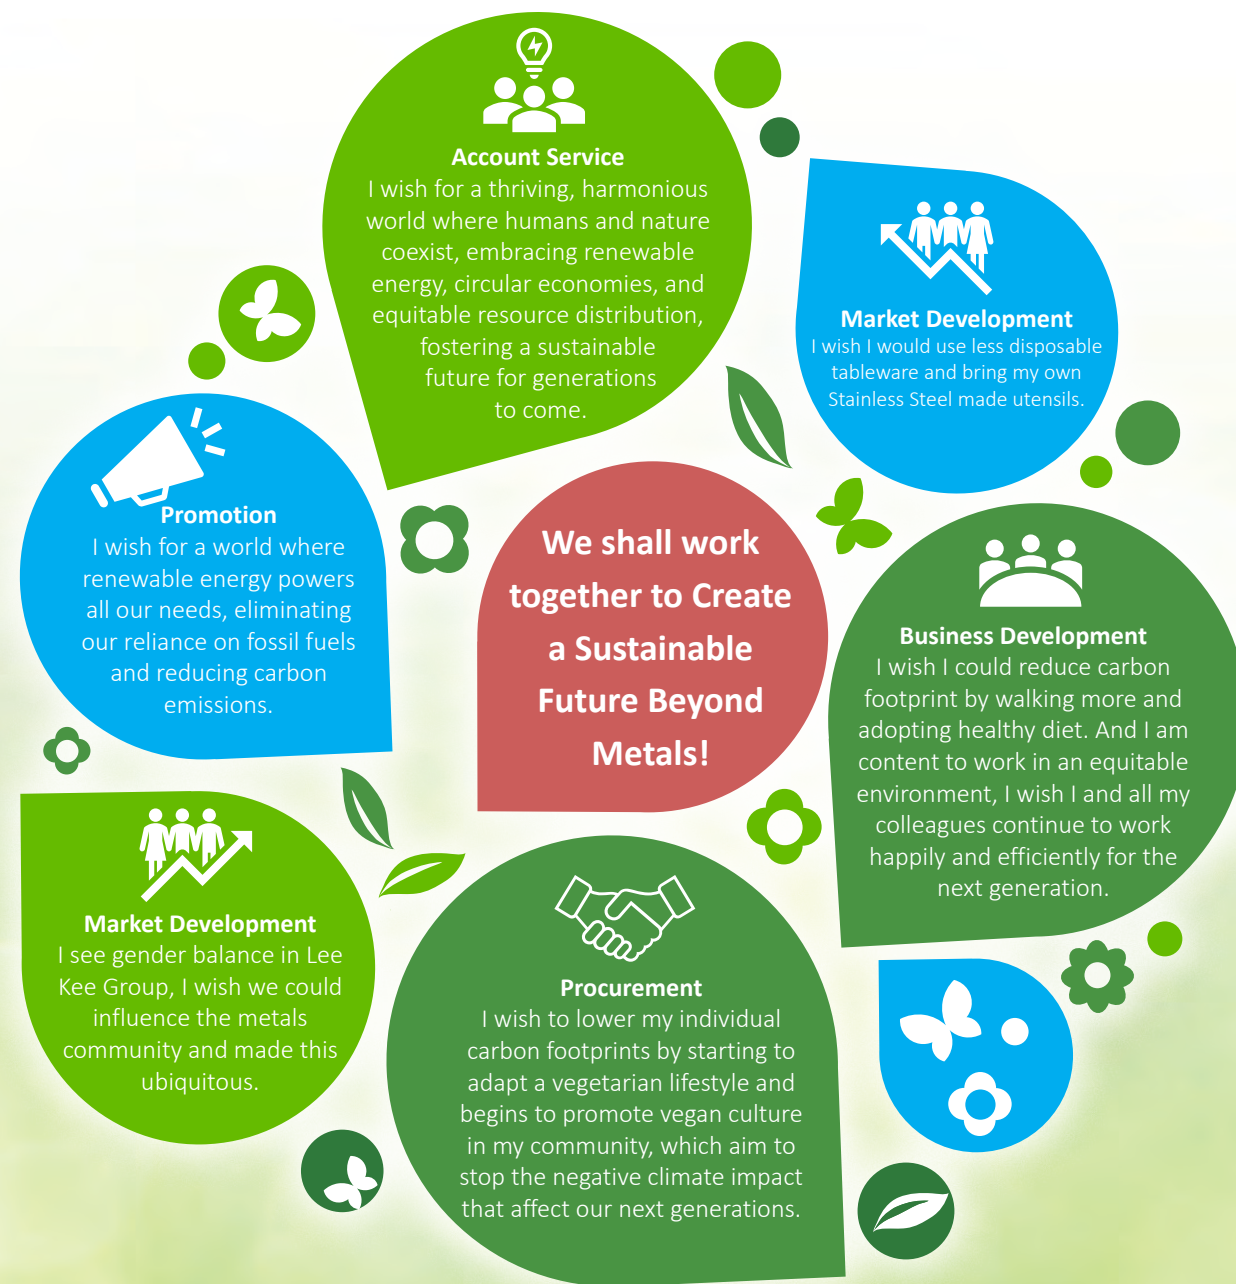 Account Service
I wish for a thriving, harmonious
world where humans and nature
coexist, embracing renewable
energy, circular economies, and
equitable resource distribution,
fostering a sustainable
future for generations
to come.
Market Development
I wish I would use less disposable
tableware and bring my own
Stainless Steel made utensils.
Promotion
I wish for a world where
renewable energy powers
all our needs, eliminating
our reliance on fossil fuels
and reducing carbon
emissions.
We shall work
together to Create
a Sustainable
Future Beyond
Metals!
Business Development
I wish I could reduce carbon
footprint by walking more and
adopting healthy diet. And I am
content to work in an equitable
environment, I wish I and all my
colleagues continue to work
happily and efficiently for the
next generation.
Market Development
I see gender balance in Lee
Kee Group, I wish we could
influence the metals
community and made this
ubiquitous.
Procurement
I wish to lower my individual
carbon footprints by starting to
adapt a vegetarian lifestyle and
begins to promote vegan culture
in my community, which aim to
stop the negative climate impact
that affect our next generations.